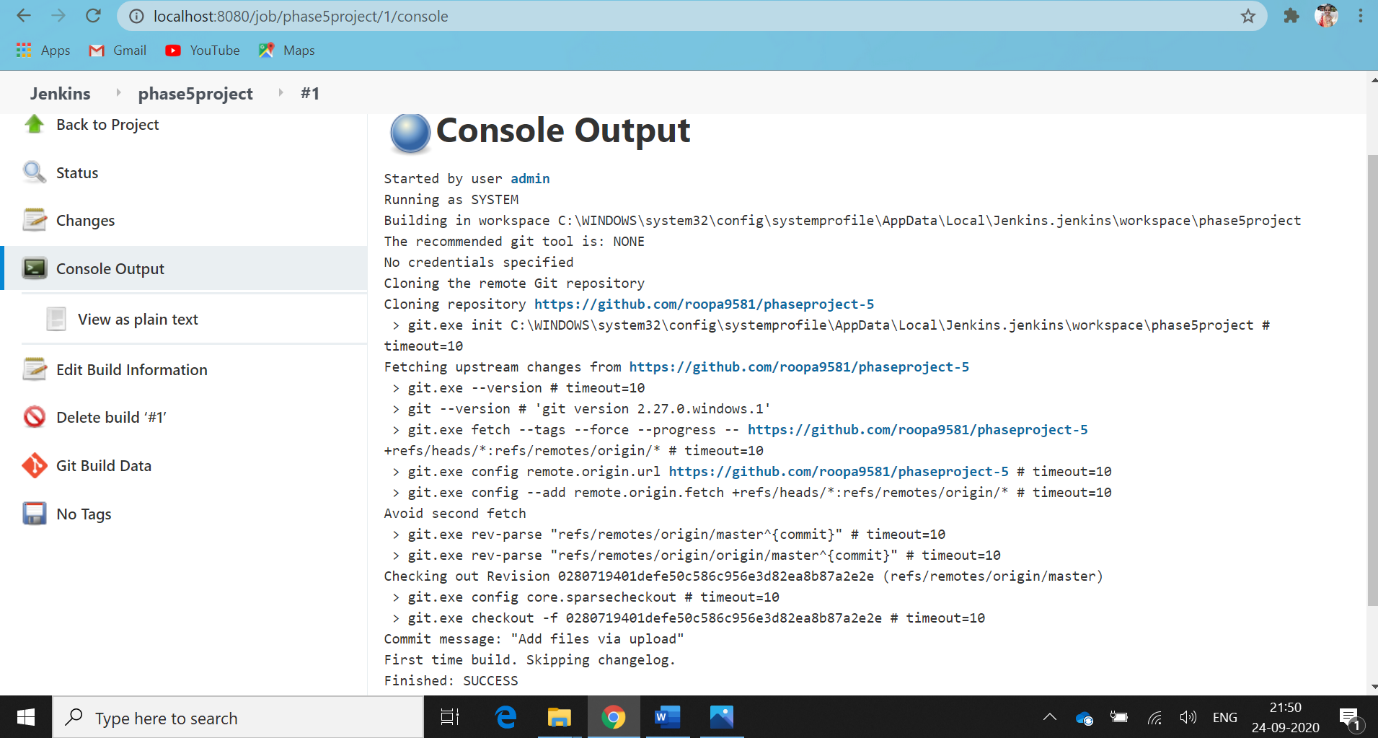 localhost:8080/job/phase5project/1/console
Apps Gmail YouTube Maps
Jenkins phase5project #1
Back to Project
Status
Changes
Console Output
View as plain text
Edit Build Information
Delete build ‘#1’
Git Build Data
No Tags
Console Output
Started by user admin
Running as SYSTEM
Building in workspace C:\WINDOWS\system32\config\systemprofile\AppData\Local\Jenkins.jenkins\workspace\phase5project
The recommended git tool is: NONE
No credentials specified
Cloning the remote Git repository
Cloning repository https://github.com/roopa9581/phaseproject-5
> git.exe init C:\WINDOWS\system32\config\systemprofile\AppData\Local\Jenkins.jenkins\workspace\phase5project #
timeout=10
Fetching upstream changes from https://github.com/roopa9581/phaseproject-5
> git.exe --version # timeout=10
> git --version # 'git version 2.27.0.windows.1'
> git.exe fetch --tags --force --progress -- https://github.com/roopa9581/phaseproject-5
+refs/heads/*:refs/remotes/origin/* # timeout=10
> git.exe config remote.origin.url https://github.com/roopa9581/phaseproject-5 # timeout=10
> git.exe config --add remote.origin.fetch +refs/heads/*:refs/remotes/origin/* # timeout=10
Avoid second fetch
> git.exe rev-parse "refs/remotes/origin/master^{commit}" # timeout=10
> git.exe rev-parse "refs/remotes/origin/origin/master^{commit}" # timeout=10
Checking out Revision 0280719401defe50c586c956e3d82ea8b87a2e2e (refs/remotes/origin/master)
> git.exe config core.sparsecheckout # timeout=10
> git.exe checkout -f 0280719401defe50c586c956e3d82ea8b87a2e2e # timeout=10
Commit message: "Add files via upload"
First time build. Skipping changelog.
Finished: SUCCESS
Type here to search
ENG
21:50
24-09-2020
1